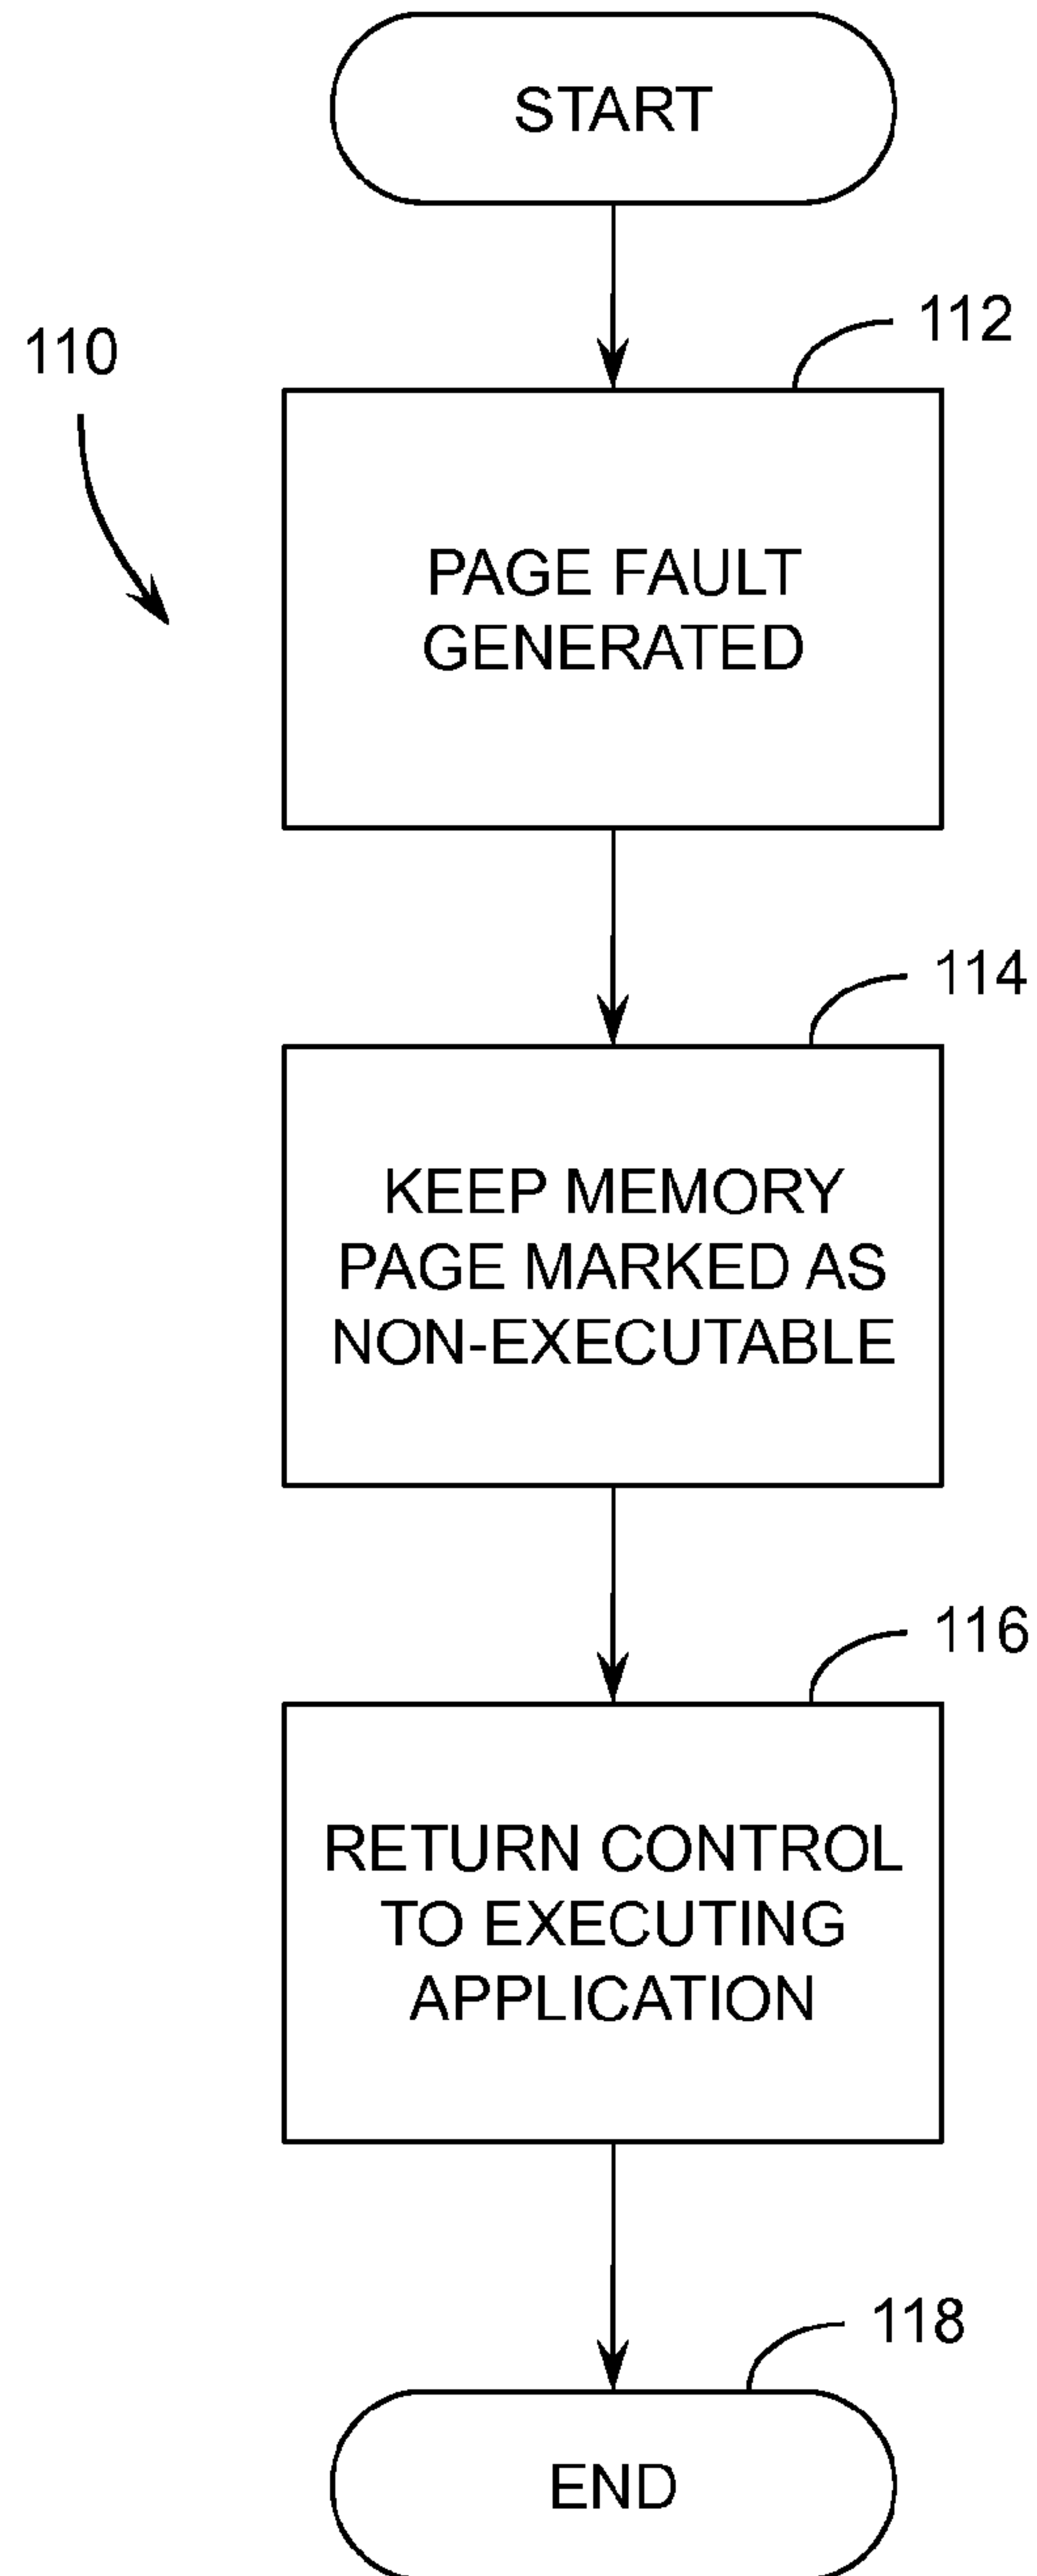 START
112
110
PAGE FAULT
GENERATED
114
KEEP MEMORY
PAGE MARKED AS
NON-EXECUTABLE
116
RETURN CONTROL
TO EXECUTING
APPLICATION
118
END